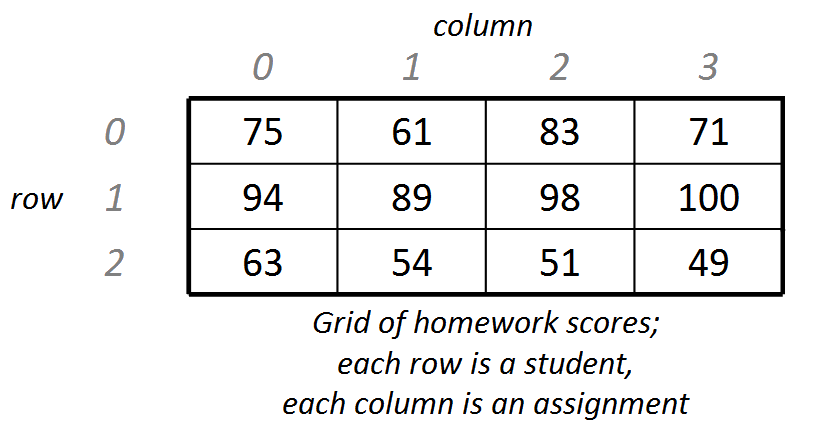 column
0 1 2 3
0 75 61 83 71
row 1 94 89 98 100
2 63 54 51 49
Grid of homework scores;
each row is a student,
each column is an assignment